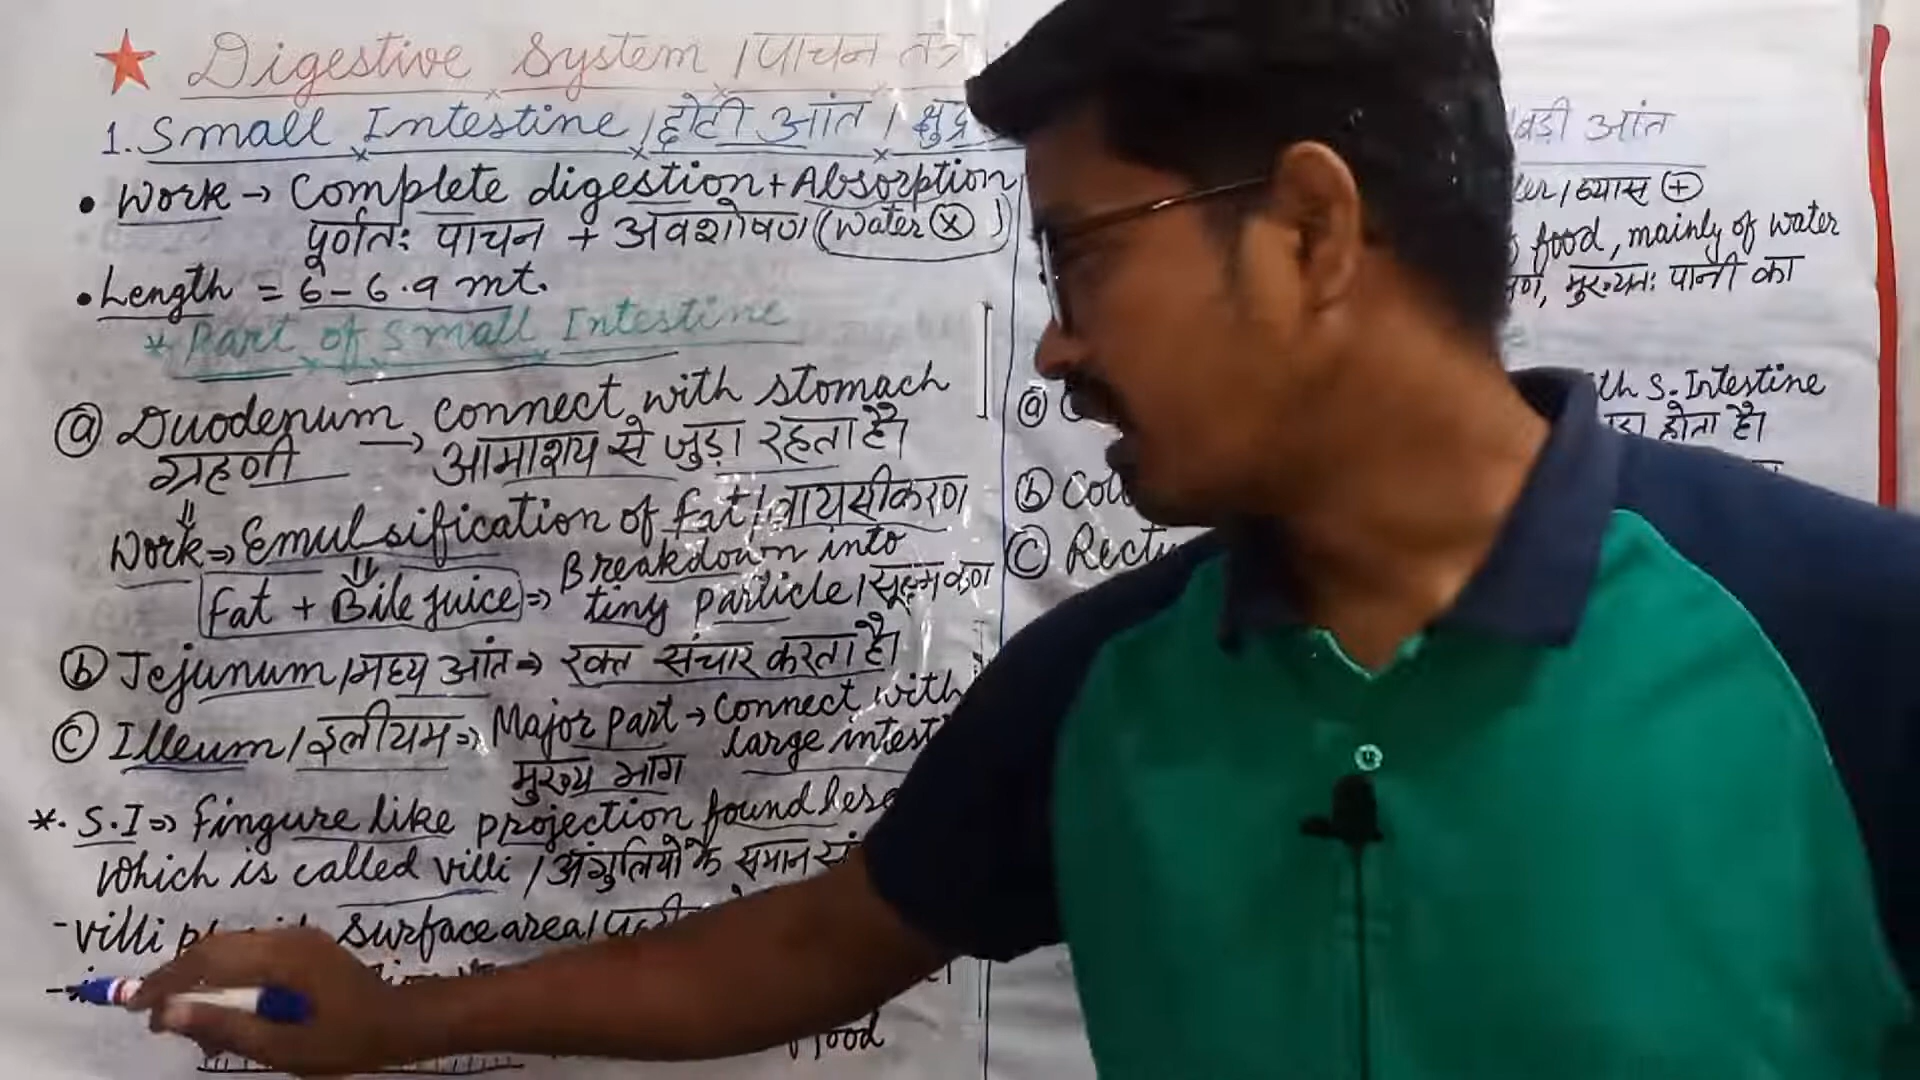 ★ Digestive System / पाचन तंत्र
1. Small Intestine / छोटी आंत / क्षुद्र
• Work → Complete digestion + Absorption
पूर्णतः पाचन + अवशोषण (Water ⓧ)
• Length = 6 - 6.9 mt.
* Part of Small Intestine
ⓐ Duodenum connect with stomach
ग्रहणी → आमाशय से जुड़ा रहता है।
Work ⇒ Emulsification of fat / वायसीकरण
Fat + Bile juice ⇒ Breakdown into
tiny particle / सूक्ष्म कण
ⓑ Jejunum / मध्य आंत ⇒ रक्त संचार करता है।
ⓒ Illeum / इलीयम ⇒ Major part → Connect with
मुख्य भाग large intest
*. S.I ⇒ fingure like projection found here
which is called villi / अंगुलियों के समान
- villi surface area /
food
बड़ी आंत
/ व्यास ⊕
food, mainly of water
मुख्यतः पानी का
ⓐ
th S. Intestine
होता है।
ⓑ Col
ⓒ Rectu